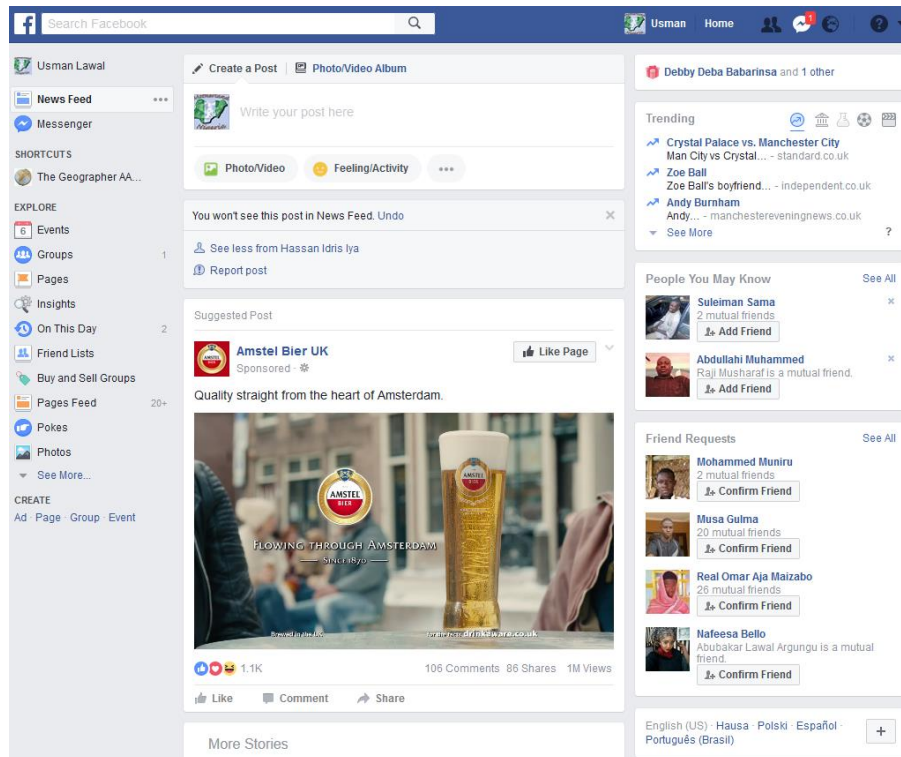 Search Facebook
Usman
Home
1
?
Usman Lawal
News Feed
Messenger
SHORTCUTS
The Geographer AA...
EXPLORE
6 Events
Groups 1
Pages
Insights
On This Day 2
Friend Lists
Buy and Sell Groups
Pages Feed 20+
Pokes
Photos
See More...
CREATE
Ad · Page · Group · Event
Create a Post
Photo/Video Album
Write your post here
Photo/Video
Feeling/Activity
You won't see this post in News Feed. Undo
See less from Hassan Idris Iya
Report post
Suggested Post
Amstel Bier UK
Like Page
Sponsored ·
Quality straight from the heart of Amsterdam.
AMSTEL
BIER
FLOWING THROUGH AMSTERDAM
SINCE 1870
AMSTEL
Brewed in the UK
for the facts drinkaware.co.uk
1.1K
106 Comments 86 Shares 1M Views
Like
Comment
Share
More Stories
Debby Deba Babarinsa and 1 other
Trending
Crystal Palace vs. Manchester City
Man City vs Crystal... - standard.co.uk
Zoe Ball
Zoe Ball's boyfriend... - independent.co.uk
Andy Burnham
Andy... - manchestereveningnews.co.uk
See More
?
People You May Know
See All
Suleiman Sama
2 mutual friends
Add Friend
Abdullahi Muhammed
Raji Musharaf is a mutual friend.
Add Friend
Friend Requests
See All
Mohammed Muniru
2 mutual friends
Confirm Friend
Musa Gulma
20 mutual friends
Confirm Friend
Real Omar Aja Maizabo
26 mutual friends
Confirm Friend
Nafeesa Bello
Abubakar Lawal Argungu is a mutual
friend.
Confirm Friend
English (US) · Hausa · Polski · Español ·
Português (Brasil)